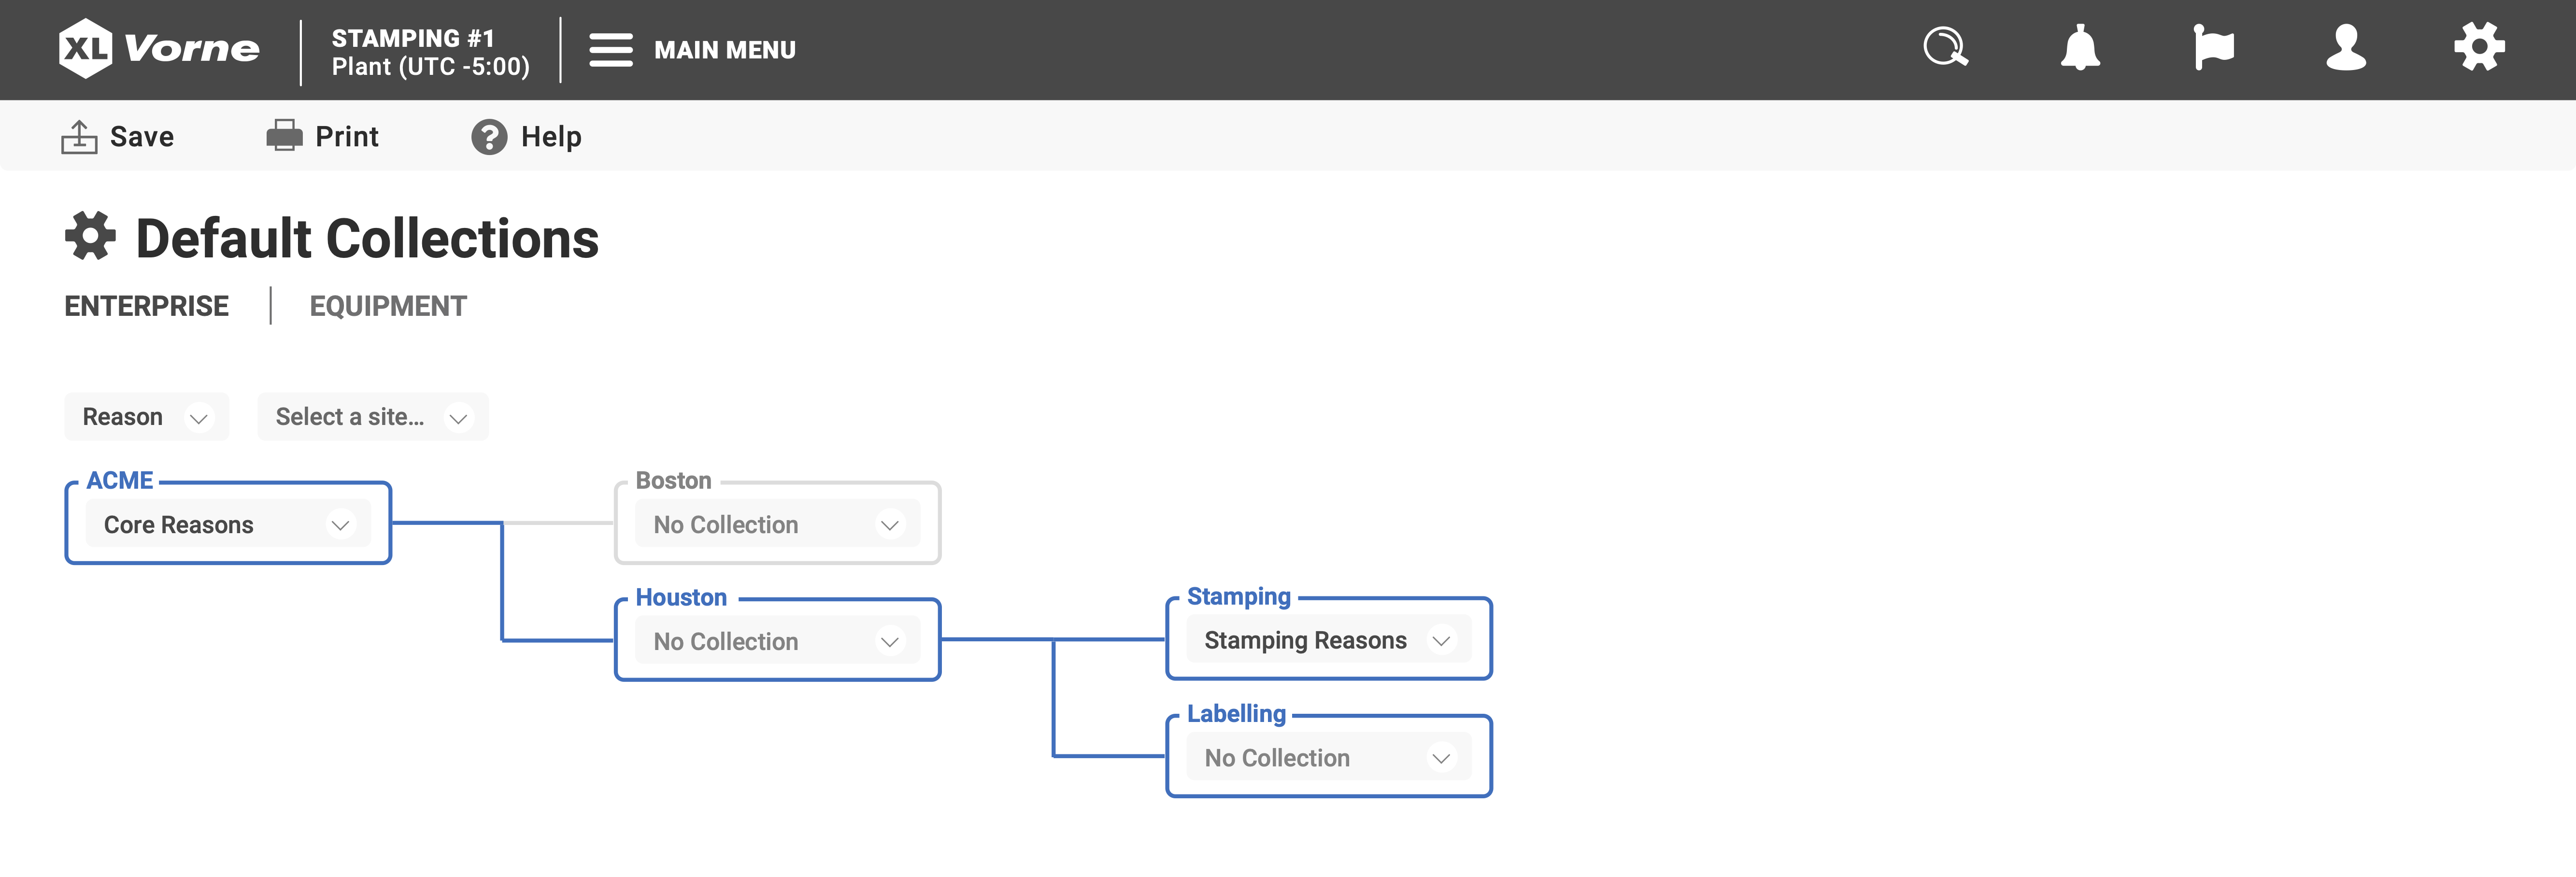 XL Vorne
STAMPING #1
Plant (UTC -5:00)
MAIN MENU
Save
Print
Help
Default Collections
ENTERPRISE
EQUIPMENT
Reason
Select a site...
ACME
Core Reasons
Boston
No Collection
Houston
No Collection
Stamping
Stamping Reasons
Labelling
No Collection